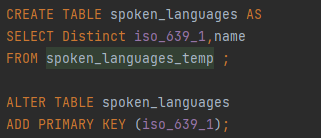 CREATE TABLE spoken_languages AS
SELECT Distinct iso_639_1,name
FROM spoken_languages_temp ;
ALTER TABLE spoken_languages
ADD PRIMARY KEY (iso_639_1);